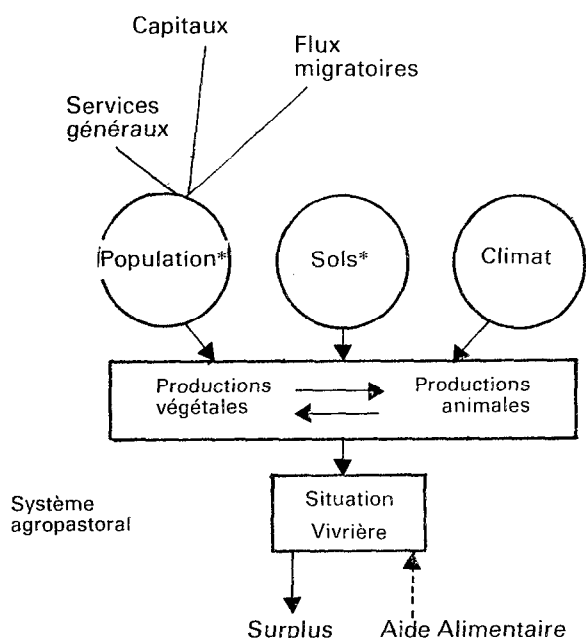 Capitaux
Flux
migratoires
Services
généraux
Population*
Sols*
Climat
Productions
végétales
Productions
animales
Situation
Vivrière
Système
agropastoral
Surplus
Aide Alimentaire